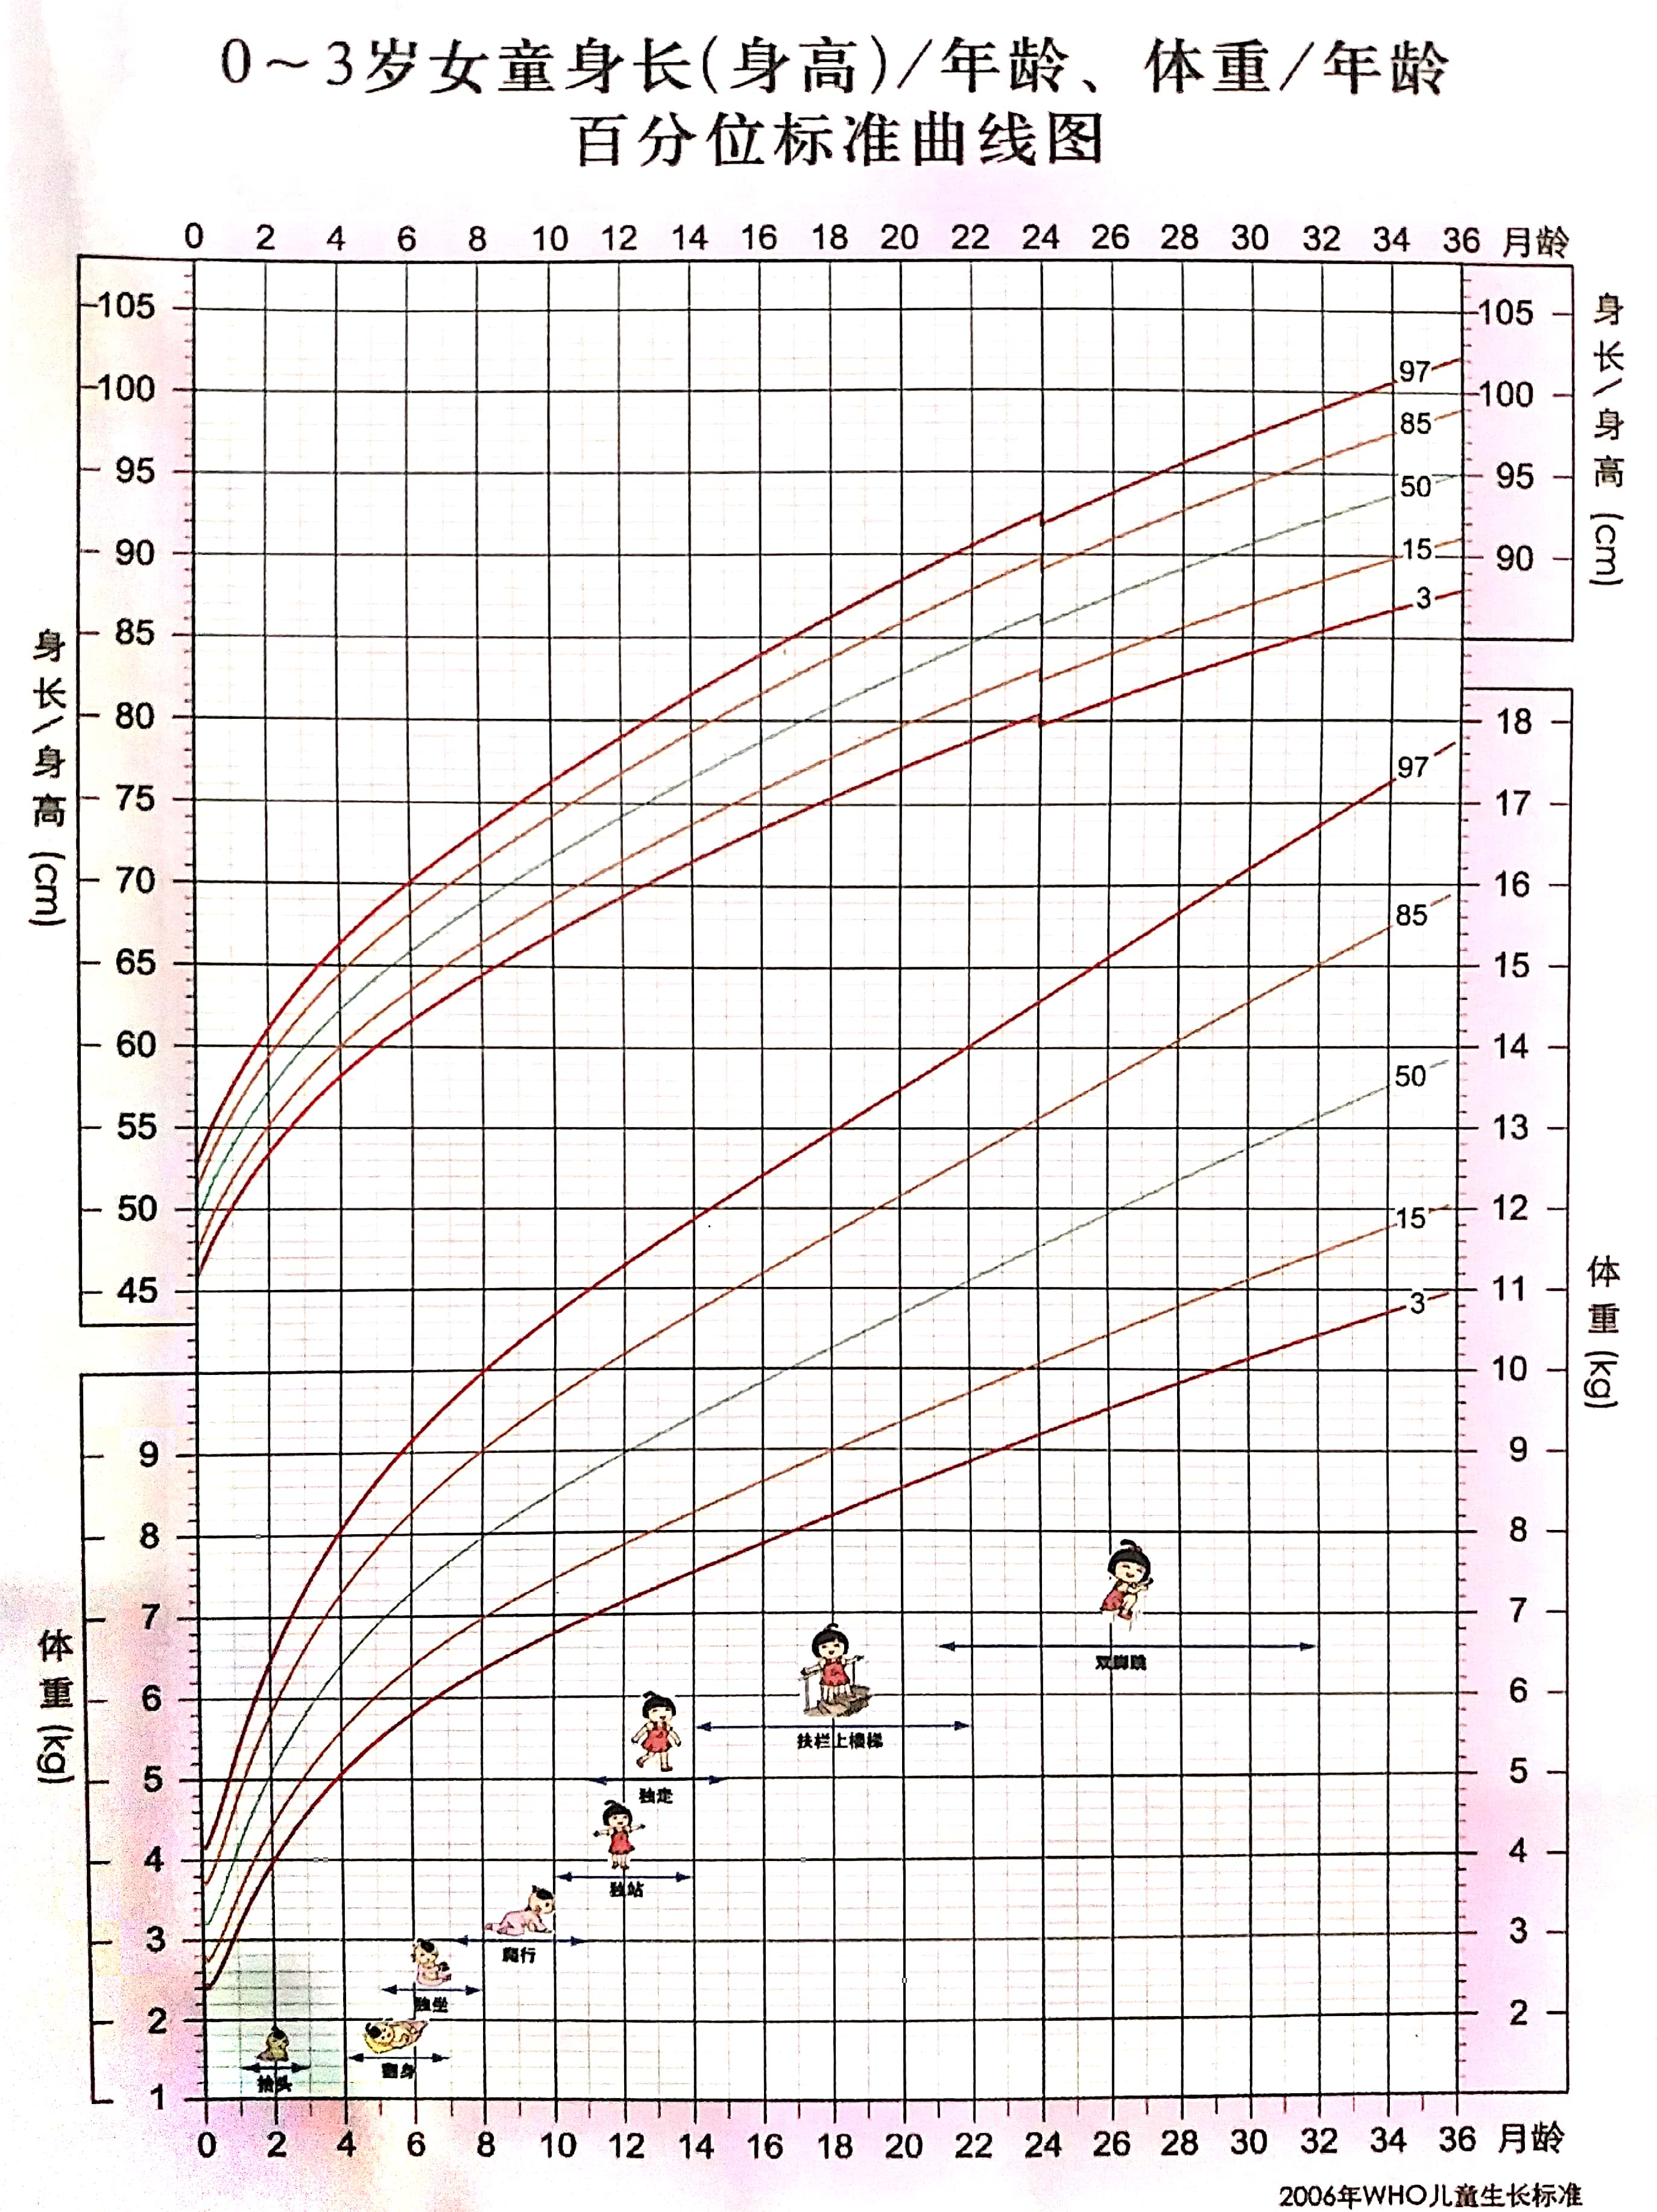 0～3岁女童身长(身高)/年龄、体重/年龄
百分位标准曲线图
0 2 4 6 8 10 12 14 16 18 20 22 24 26 28 30 32 34 36 月龄
105 105
100 100
95 95
90 90
85
80 18
75 17
70 16
65 15
60 14
55 13
50 12
45 11
10
9 9
8 8
7 7
6 6
5 5
4 4
3 3
2 2
1
身长/身高(cm)
身长/身高(cm)
体重(kg)
体重(kg)
97
85
50
15
3
97
85
50
15
3
双脚跳
扶栏上楼梯
独走
独站
爬行
独坐
翻身
抬头
0 2 4 6 8 10 12 14 16 18 20 22 24 26 28 30 32 34 36 月龄
2006年WHO儿童生长标准